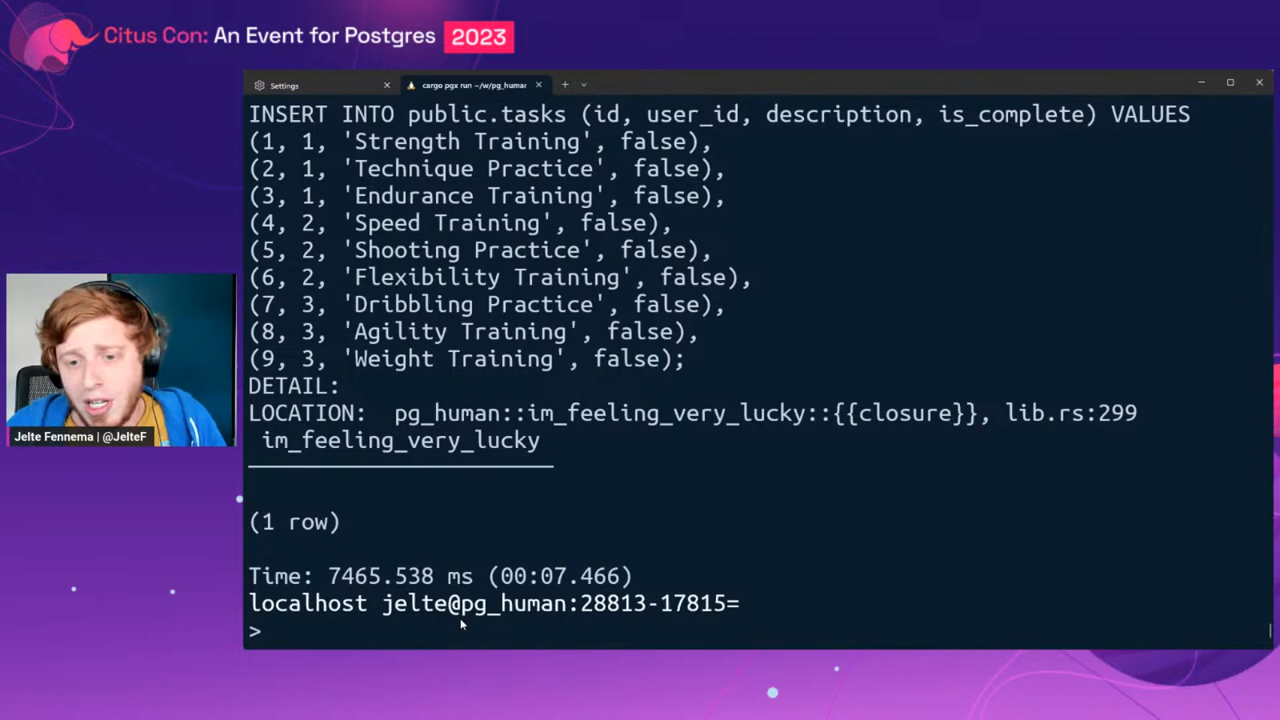 Citus Con: An Event for Postgres 2023
Settings
cargo pgx run ~/w/pg_human
INSERT INTO public.tasks (id, user_id, description, is_complete) VALUES
(1, 1, 'Strength Training', false),
(2, 1, 'Technique Practice', false),
(3, 1, 'Endurance Training', false),
(4, 2, 'Speed Training', false),
(5, 2, 'Shooting Practice', false),
(6, 2, 'Flexibility Training', false),
(7, 3, 'Dribbling Practice', false),
(8, 3, 'Agility Training', false),
(9, 3, 'Weight Training', false);
DETAIL:
LOCATION:  pg_human::im_feeling_very_lucky::{{closure}}, lib.rs:299
im_feeling_very_lucky
(1 row)
Time: 7465.538 ms (00:07.466)
localhost jelte@pg_human:28813-17815=
>
Jelte Fennema | @JelteF